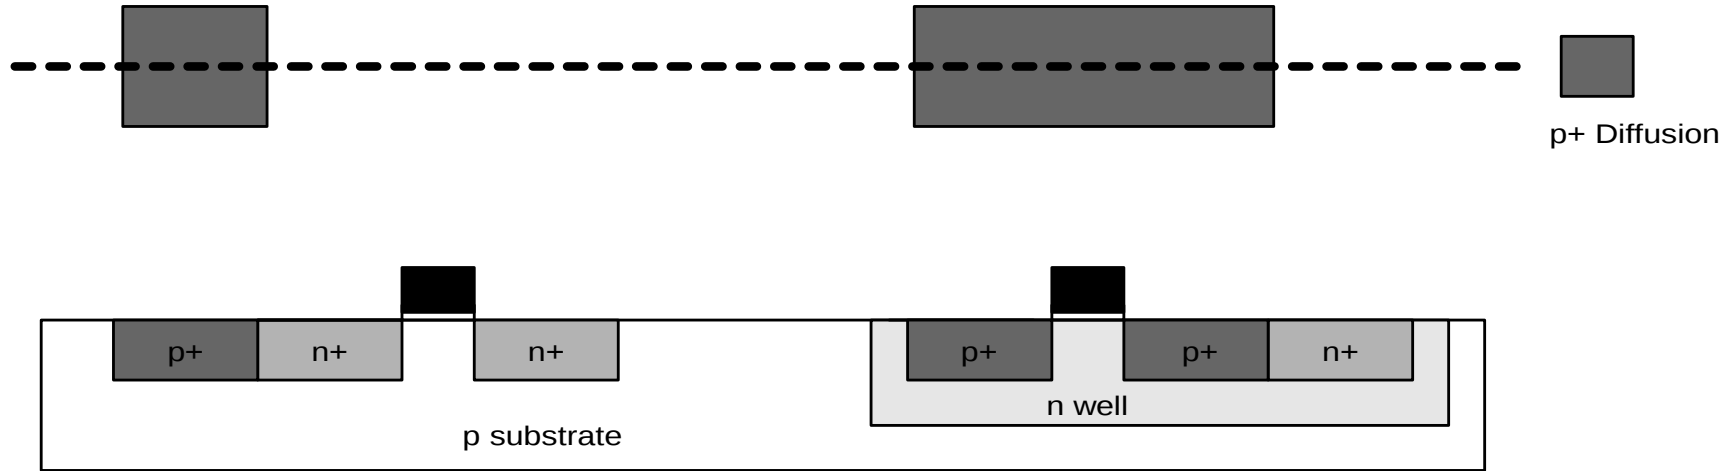 p+ Diffusion
p+
n+
n+
p+
p+
n+
n well
p substrate